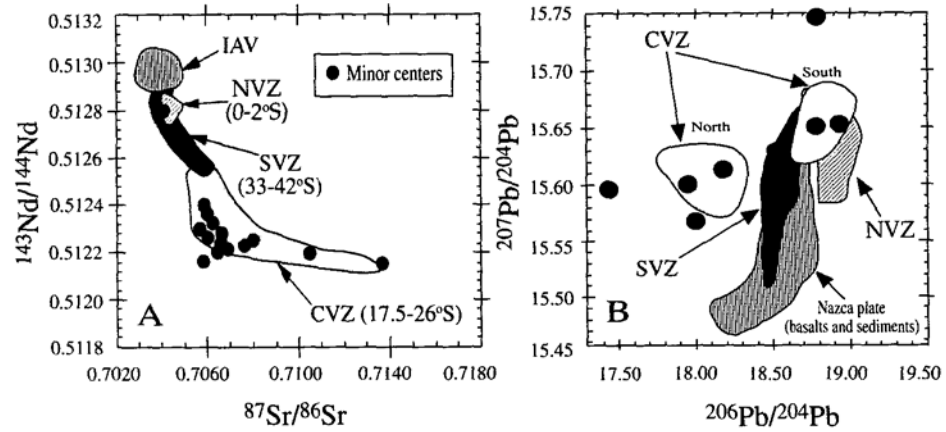 0.5132
0.5130
0.5128
0.5126
0.5124
0.5122
0.5120
0.5118
143Nd/144Nd
IAV
NVZ
(0-2°S)
SVZ
(33-42°S)
CVZ (17.5-26°S)
Minor centers
A
0.7020
0.7060
0.7100
0.7140
0.7180
87Sr/86Sr
15.75
15.70
15.65
15.60
15.55
15.50
15.45
207Pb/204Pb
CVZ
South
North
NVZ
SVZ
Nazca plate
(basalts and sediments)
B
17.50
18.00
18.50
19.00
19.50
206Pb/204Pb